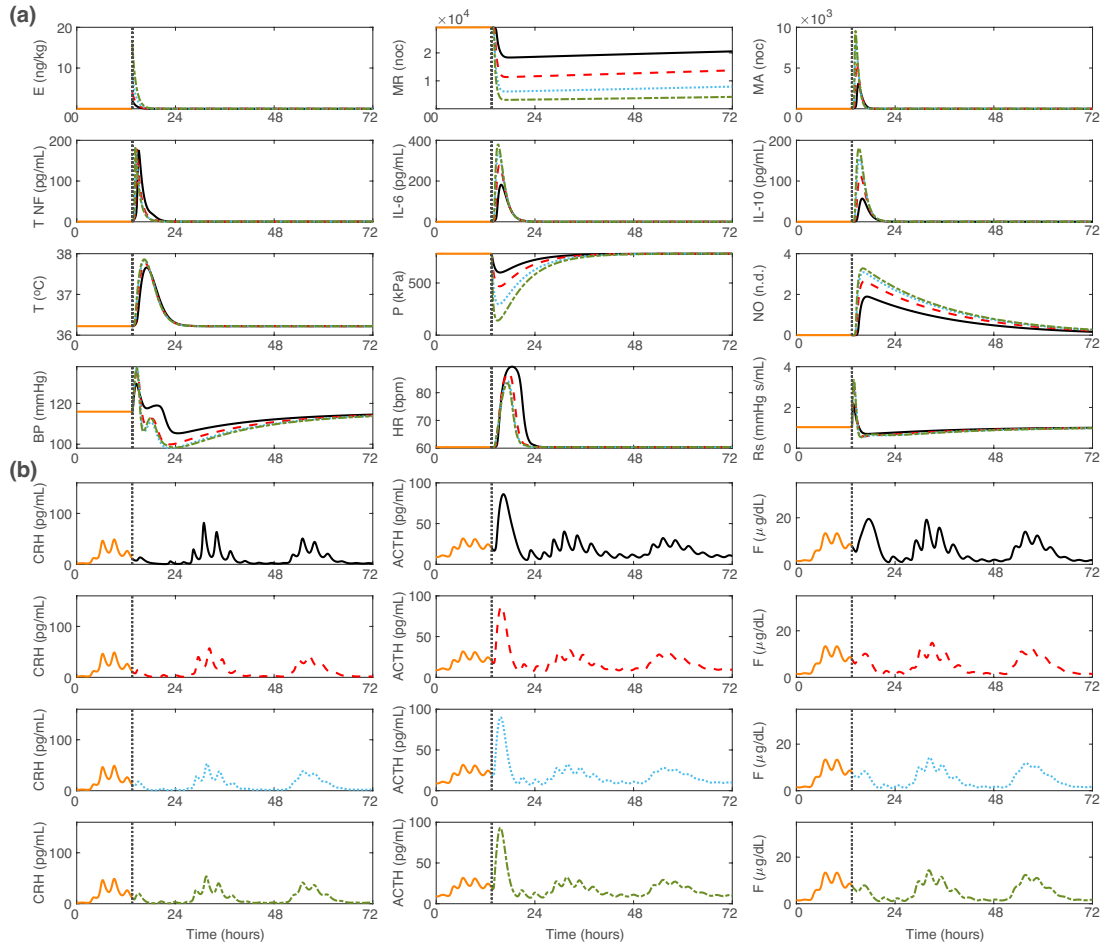 (a)
×10⁴
×10³
E (ng/kg)
20
10
0
0 24 48 72
MR (noc)
2
1
0
0 24 48 72
MA (noc)
10
5
0
0 24 48 72
T NF (pg/mL)
200
100
0
0 24 48 72
IL-6 (pg/mL)
400
200
0
0 24 48 72
IL-10 (pg/mL)
200
100
0
0 24 48 72
T (ºC)
38
37
36
0 24 48 72
P (kPa)
500
0
0 24 48 72
NO (n.d.)
4
2
0
0 24 48 72
BP (mmHg)
120
100
0 24 48 72
HR (bpm)
80
70
60
0 24 48 72
Rs (mmHg s/mL)
4
2
0
0 24 48 72
(b)
CRH (pg/mL)
100
0
0 24 48 72
ACTH (pg/mL)
100
50
0
0 24 48 72
F (μ g/dL)
20
0
0 24 48 72
CRH (pg/mL)
100
0
0 24 48 72
ACTH (pg/mL)
100
50
0
0 24 48 72
F (μ g/dL)
20
0
0 24 48 72
CRH (pg/mL)
100
0
0 24 48 72
ACTH (pg/mL)
100
50
0
0 24 48 72
F (μ g/dL)
20
0
0 24 48 72
CRH (pg/mL)
100
0
0 24 48 72
ACTH (pg/mL)
100
50
0
0 24 48 72
F (μ g/dL)
20
0
0 24 48 72
Time (hours)
Time (hours)
Time (hours)